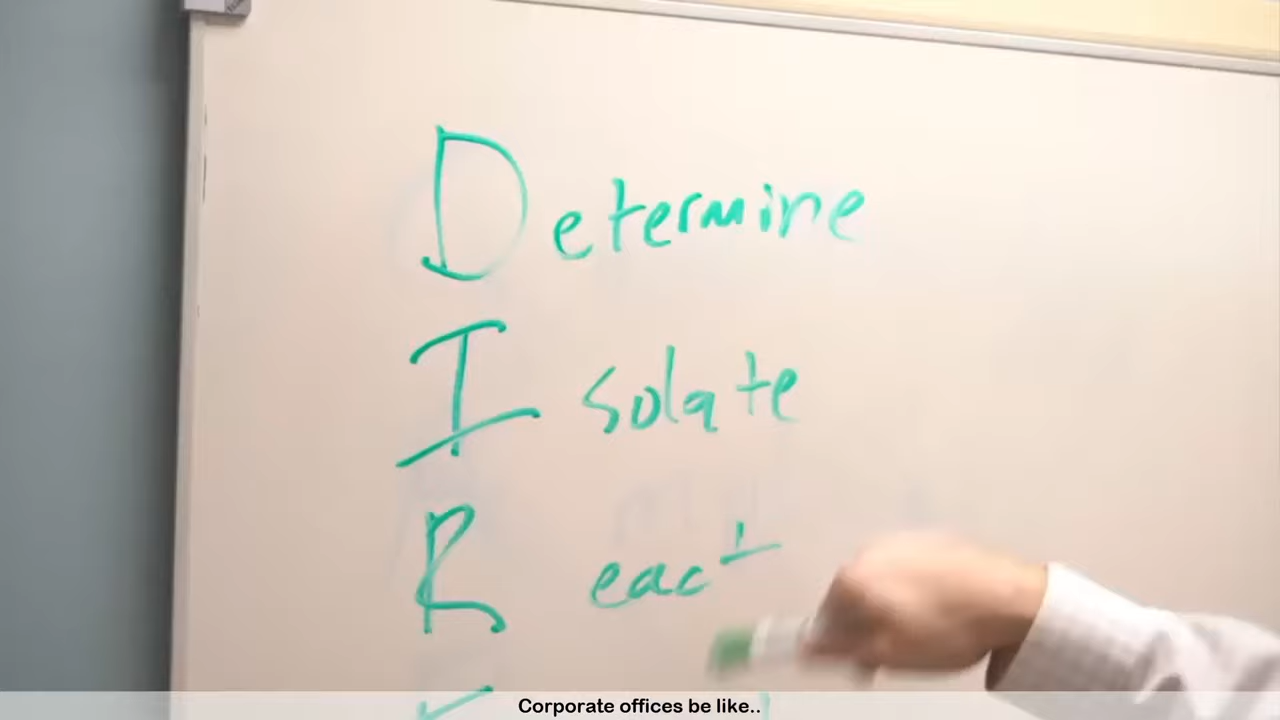 Determine
Isolate
React
Corporate offices be like..